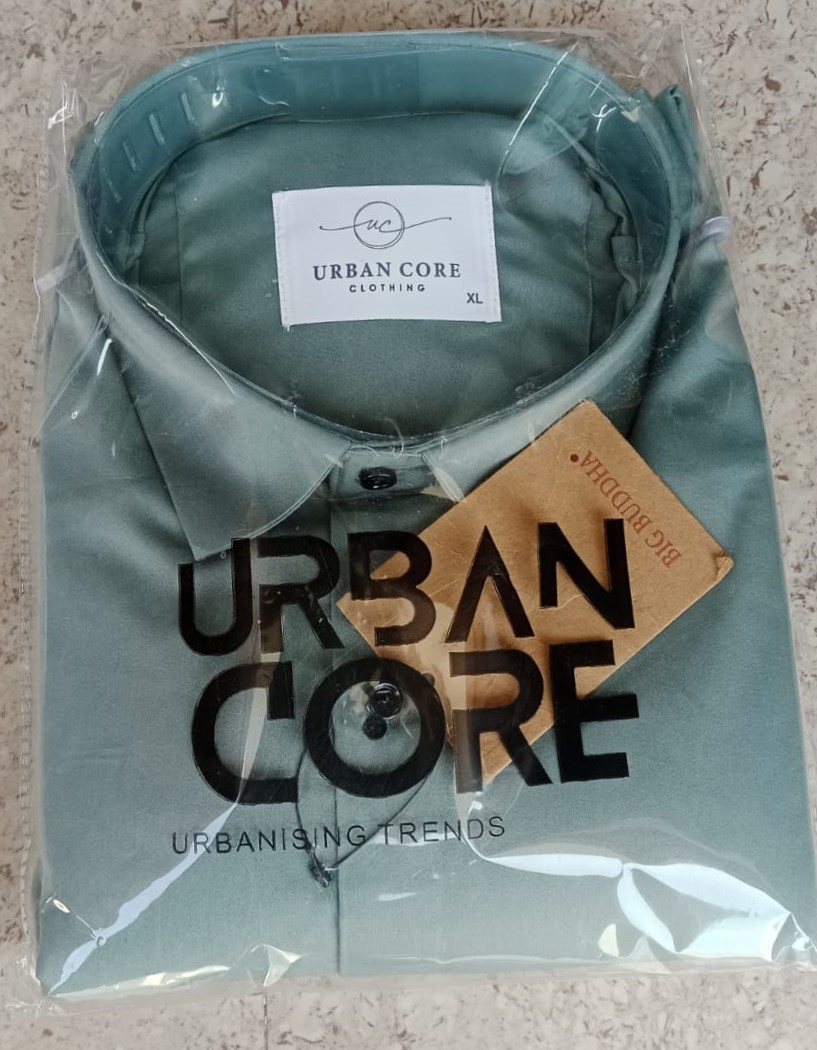 uc
URBAN CORE
CLOTHING
XL
BIG BUDDHA
URBAN
CORE
URBANISING TRENDS